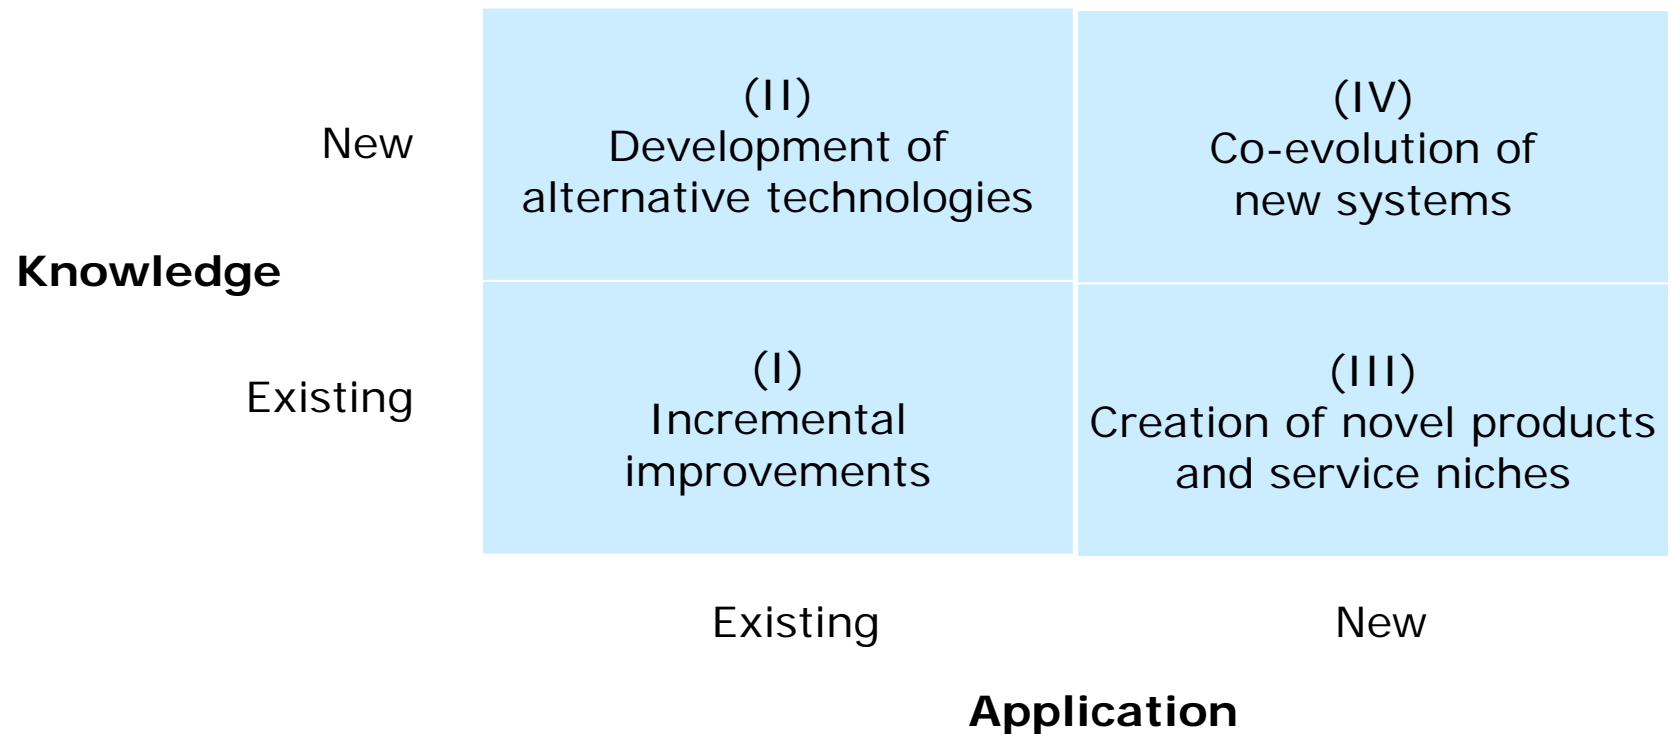 (II)
Development of
alternative technologies
(IV)
Co-evolution of
new systems
New
Knowledge
Existing
(I)
Incremental
improvements
(III)
Creation of novel products
and service niches
Existing
New
Application